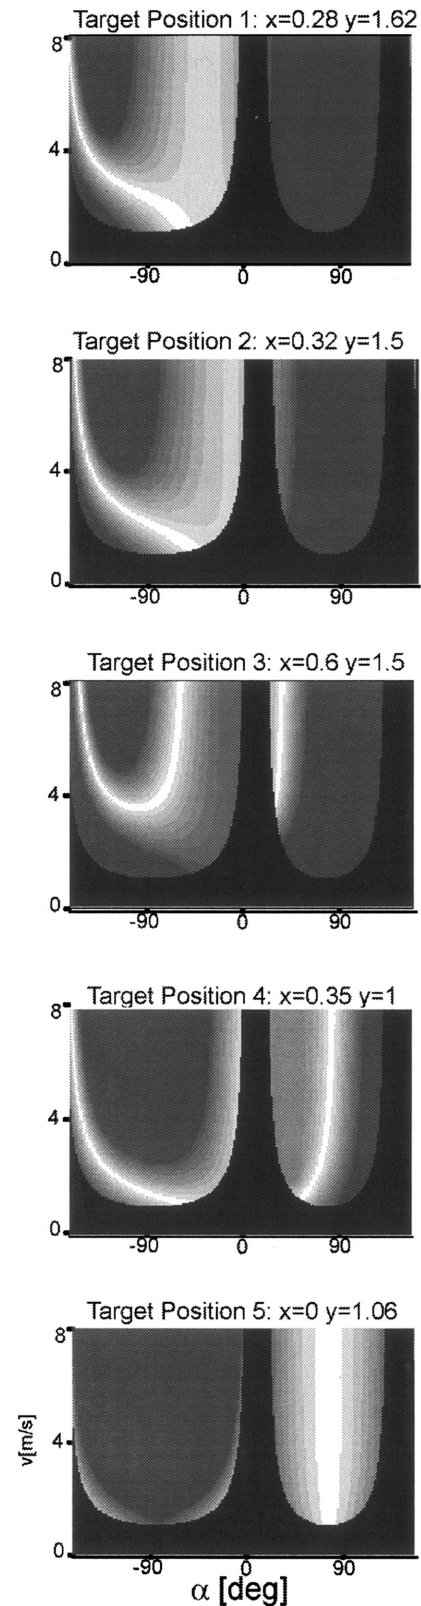 Target Position 1: x=0.28 y=1.62
8
4
0
-90 0 90
Target Position 2: x=0.32 y=1.5
8
4
0
-90 0 90
Target Position 3: x=0.6 y=1.5
8
4
0
-90 0 90
Target Position 4: x=0.35 y=1
8
4
0
-90 0 90
Target Position 5: x=0 y=1.06
8
4
0
v[m/s]
-90 0 90
α [deg]